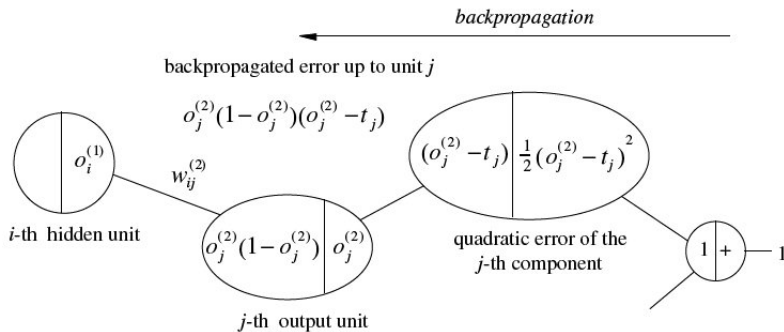 backpropagation
backpropagated error up to unit j
o_j^(2)(1−o_j^(2))(o_j^(2)−t_j)
(o_j^(2)−t_j) ½(o_j^(2)−t_j)^2
o_i^(1)
w_ij^(2)
i-th hidden unit
o_j^(2)(1−o_j^(2)) o_j^(2)
quadratic error of the
j-th component
1 +
1
j-th output unit